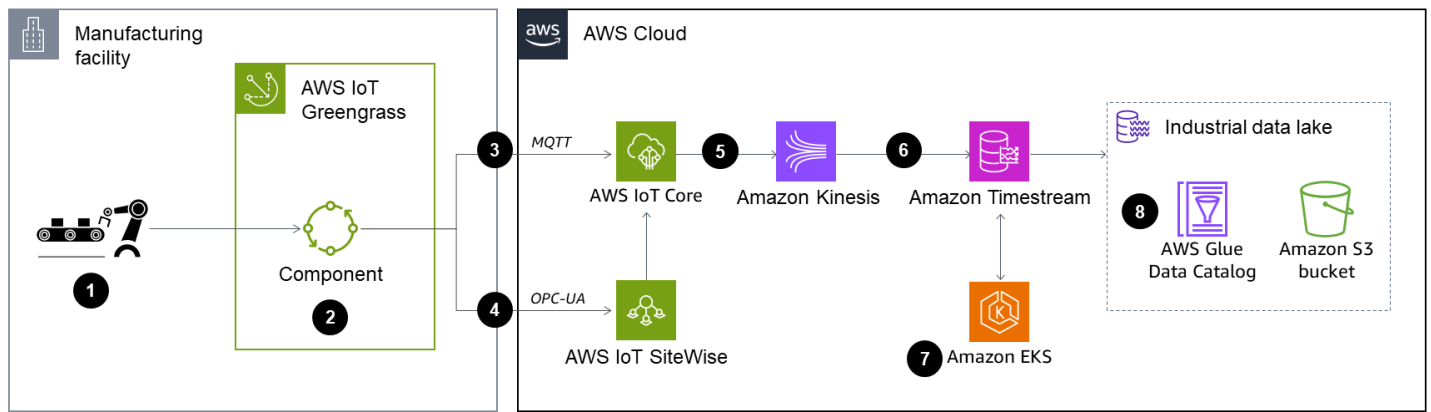 Manufacturing
facility
aws
AWS Cloud
AWS IoT
Greengrass
Industrial data lake
3
MQTT
5
6
AWS IoT Core
Amazon Kinesis
Amazon Timestream
8
AWS Glue
Data Catalog
Amazon S3
bucket
Component
1
2
4
OPC-UA
K
AWS IoT SiteWise
7
Amazon EKS